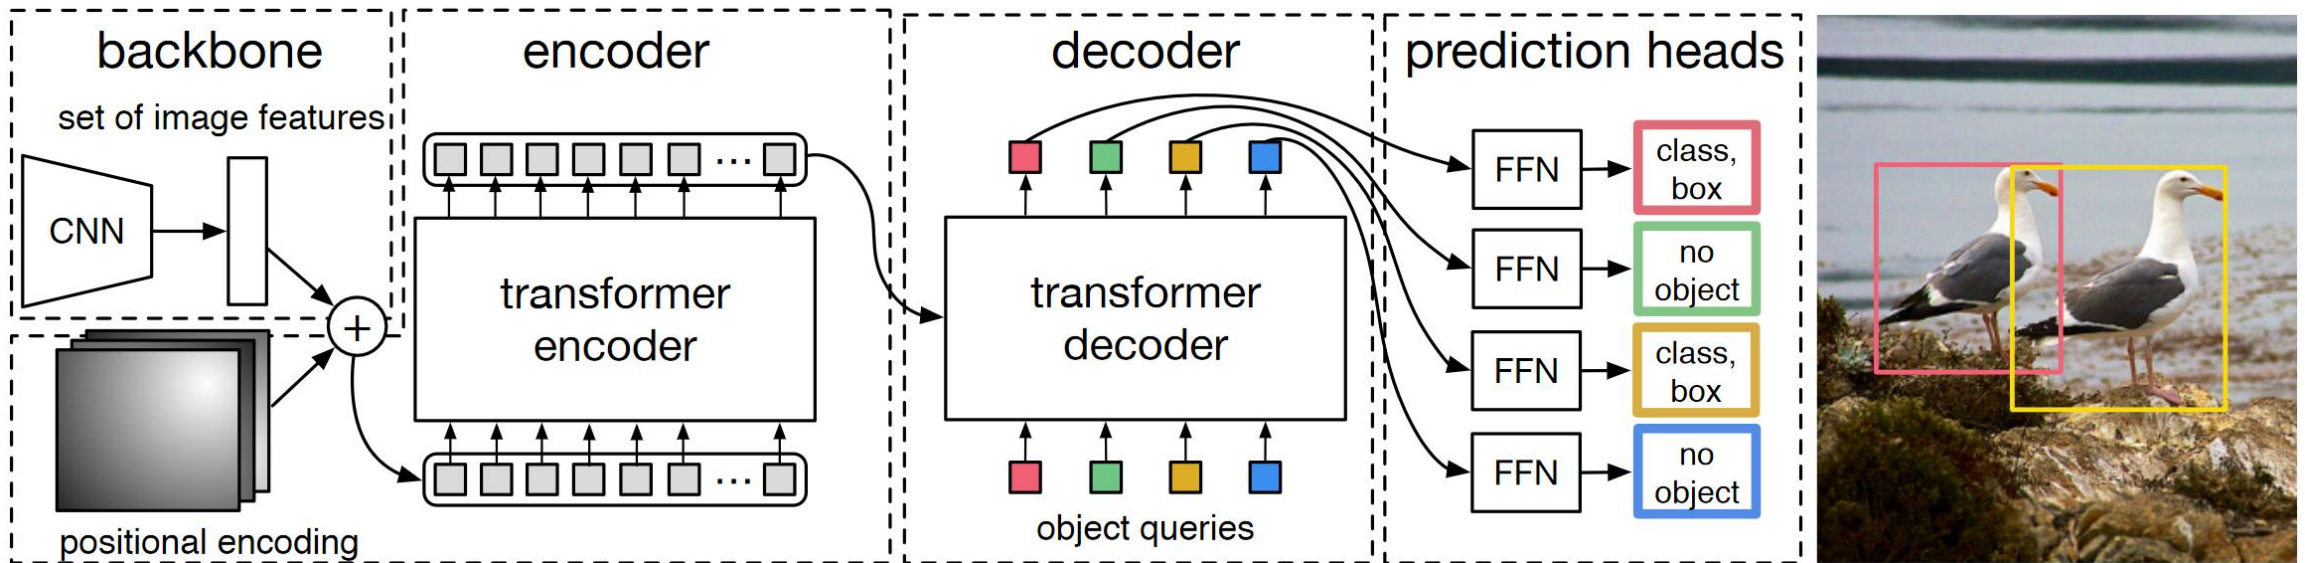 backbone
set of image features
CNN
+
positional encoding
encoder
...
transformer
encoder
...
decoder
transformer
decoder
object queries
prediction heads
FFN
class,
box
FFN
no
object
FFN
class,
box
FFN
no
object